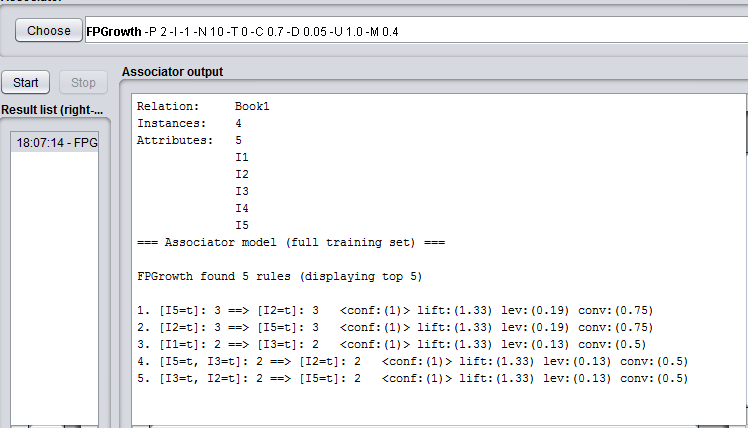 Choose
FPGrowth -P 2 -I -1 -N 10 -T 0 -C 0.7 -D 0.05 -U 1.0 -M 0.4
Start
Stop
Associator output
Result list (right-...
18:07:14 - FPG
Relation: Book1
Instances: 4
Attributes: 5
I1
I2
I3
I4
I5
=== Associator model (full training set) ===
FPGrowth found 5 rules (displaying top 5)
1. [I5=t]: 3 ==> [I2=t]: 3 <conf:(1)> lift:(1.33) lev:(0.19) conv:(0.75)
2. [I2=t]: 3 ==> [I5=t]: 3 <conf:(1)> lift:(1.33) lev:(0.19) conv:(0.75)
3. [I1=t]: 2 ==> [I3=t]: 2 <conf:(1)> lift:(1.33) lev:(0.13) conv:(0.5)
4. [I5=t, I3=t]: 2 ==> [I2=t]: 2 <conf:(1)> lift:(1.33) lev:(0.13) conv:(0.5)
5. [I3=t, I2=t]: 2 ==> [I5=t]: 2 <conf:(1)> lift:(1.33) lev:(0.13) conv:(0.5)